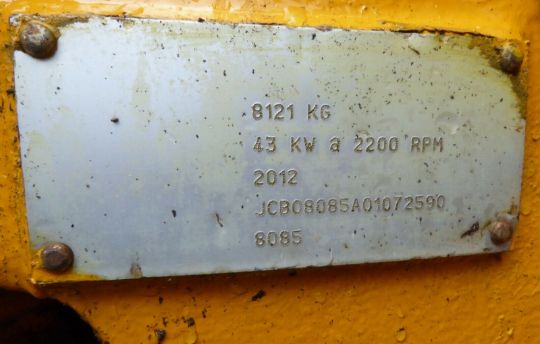 8121 KG
43 KW a 2200 RPM
2012
JCB08085A01072590
8085